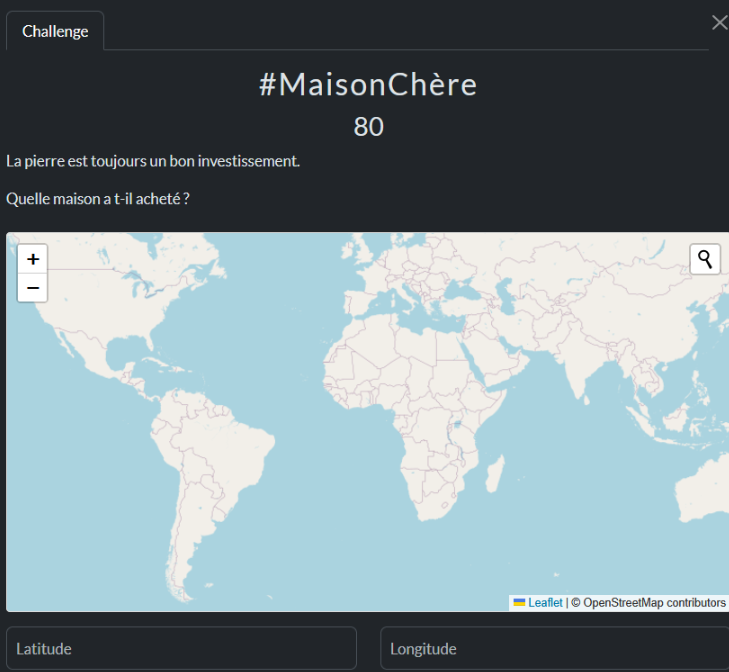 Challenge
#MaisonChère
80
La pierre est toujours un bon investissement.
Quelle maison a t-il acheté ?
+
−
Leaflet | © OpenStreetMap contributors
Latitude
Longitude